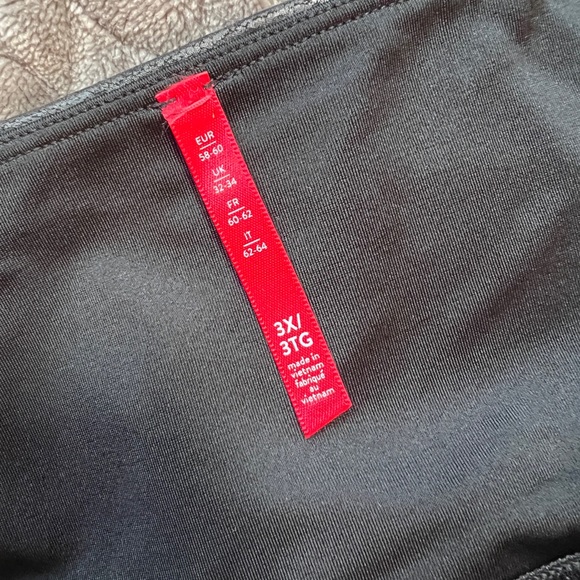 EUR
58-60
UK
32-34
FR
60-62
IT
62-64
3X/
3TG
made in
vietnam
fabriqué
au
vietnam